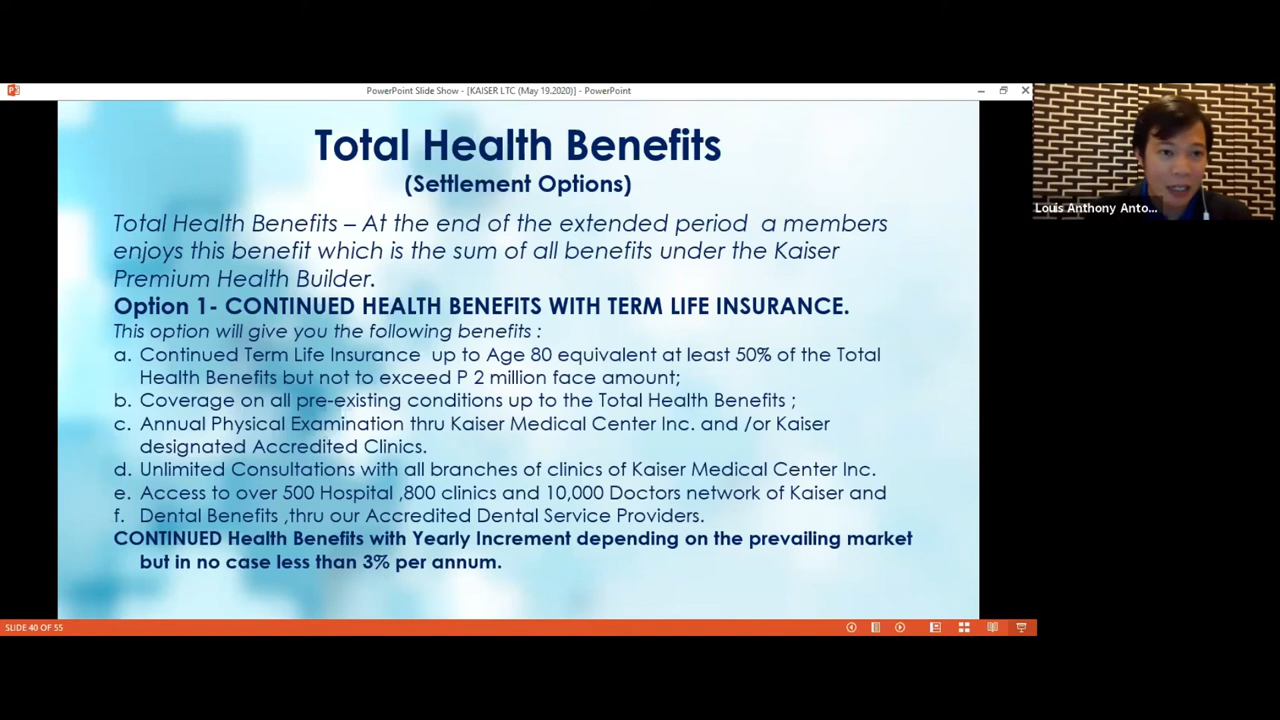 PowerPoint Slide Show - [KAISER LTC (May 19.2020)] - PowerPoint
Total Health Benefits
(Settlement Options)
Total Health Benefits – At the end of the extended period a members
enjoys this benefit which is the sum of all benefits under the Kaiser
Premium Health Builder.
Option 1- CONTINUED HEALTH BENEFITS WITH TERM LIFE INSURANCE.
This option will give you the following benefits :
a. Continued Term Life Insurance up to Age 80 equivalent at least 50% of the Total
Health Benefits but not to exceed P 2 million face amount;
b. Coverage on all pre-existing conditions up to the Total Health Benefits ;
c. Annual Physical Examination thru Kaiser Medical Center Inc. and /or Kaiser
designated Accredited Clinics.
d. Unlimited Consultations with all branches of clinics of Kaiser Medical Center Inc.
e. Access to over 500 Hospital ,800 clinics and 10,000 Doctors network of Kaiser and
f. Dental Benefits ,thru our Accredited Dental Service Providers.
CONTINUED Health Benefits with Yearly Increment depending on the prevailing market
but in no case less than 3% per annum.
SLIDE 40 OF 55
Louis Anthony Anto...